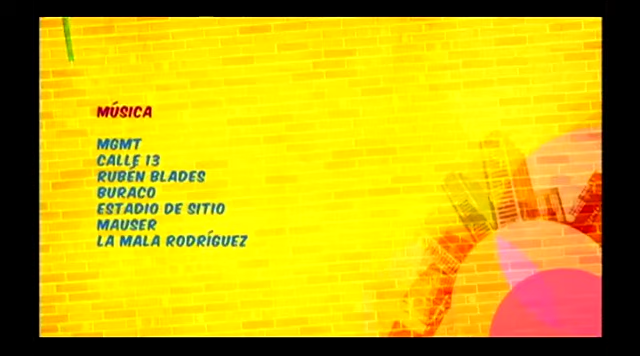 MÚSICA
MGMT
CALLE 13
RUBÉN BLADES
BURACO
ESTADIO DE SITIO
MAUSER
LA MALA RODRÍGUEZ